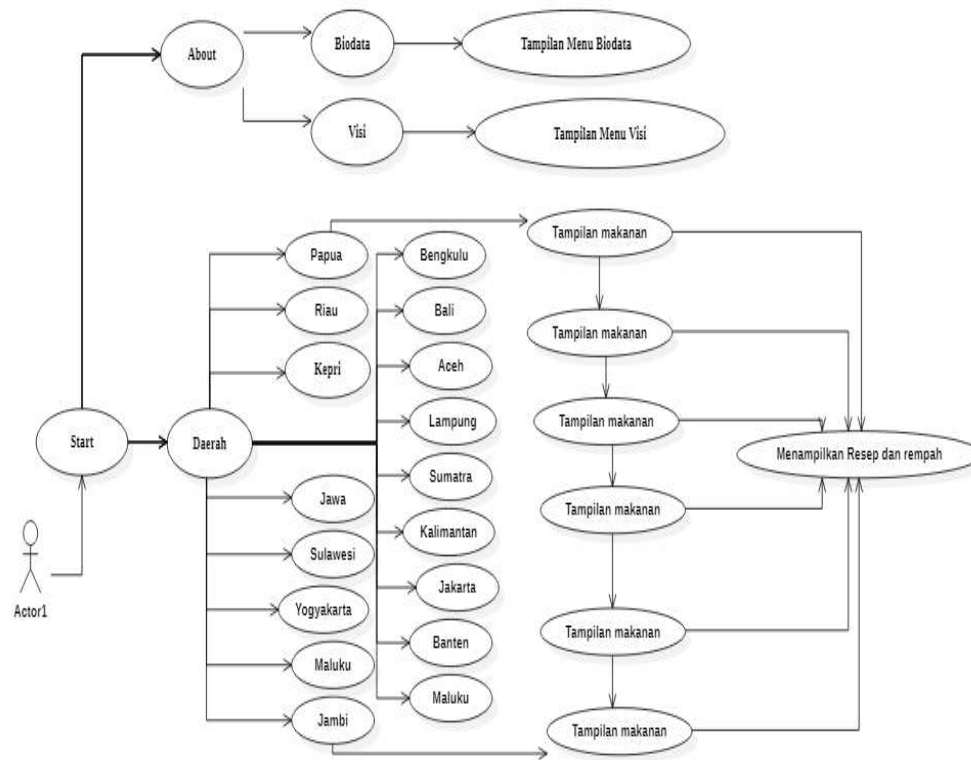 About
Biodata
Tampilan Menu Biodata
Visi
Tampilan Menu Visi
Papua
Bengkulu
Tampilan makanan
Riau
Bali
Tampilan makanan
Kepri
Aceh
Start
Daerah
Lampung
Tampilan makanan
Menampilkan Resep dan rempah
Jawa
Sumatra
Tampilan makanan
Sulawesi
Kalimantan
Actor1
Yogyakarta
Jakarta
Maluku
Banten
Tampilan makanan
Jambi
Maluku
Tampilan makanan